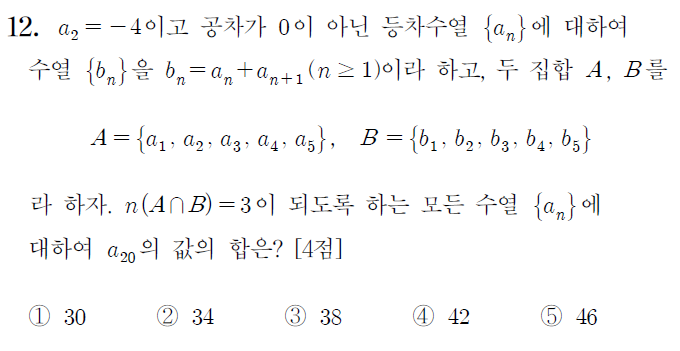 12. a₂ = −4이고 공차가 0이 아닌 등차수열 {aₙ}에 대하여
수열 {bₙ}을 bₙ = aₙ + aₙ₊₁ (n ≥ 1)이라 하고, 두 집합 A, B를
A = {a₁, a₂, a₃, a₄, a₅}, B = {b₁, b₂, b₃, b₄, b₅}
라 하자. n(A∩B) = 3이 되도록 하는 모든 수열 {aₙ}에
대하여 a₂₀의 값의 합은? [4점]
① 30 ② 34 ③ 38 ④ 42 ⑤ 46